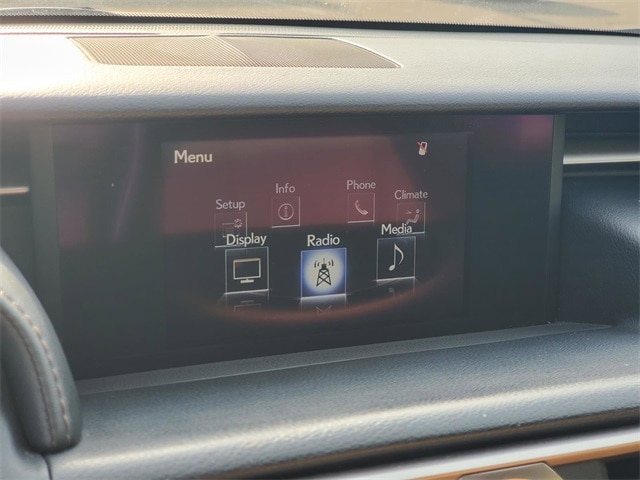 Menu
Info
Phone
Setup
Climate
Display
Radio
Media